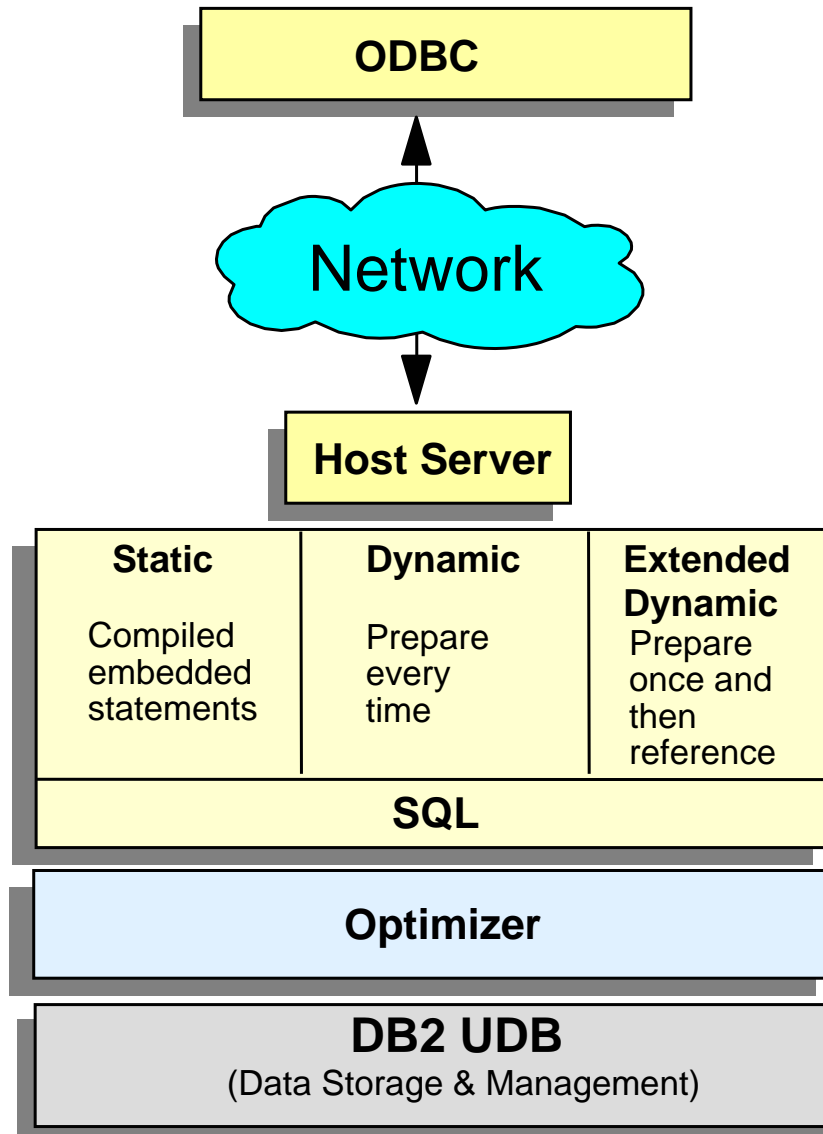 ODBC
Network
Host Server
Static
Compiled
embedded
statements
Dynamic
Prepare
every
time
Extended
Dynamic
Prepare
once and
then
reference
SQL
Optimizer
DB2 UDB
(Data Storage & Management)